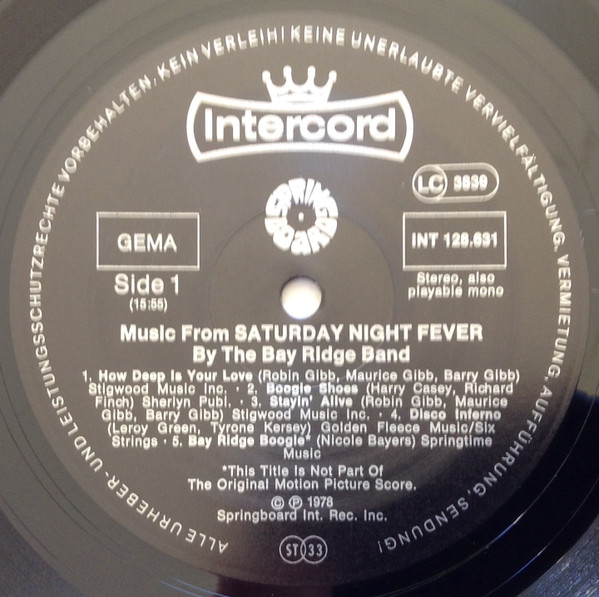 ALLE URHEBER- UND LEISTUNGSSCHUTZRECHTE VORBEHALTEN, KEIN VERLEIH! KEINE UNERLAUBTE VERVIELFÄLTIGUNG, VERMIETUNG, AUFFÜHRUNG, SENDUNG!
Intercord
LC 3839
SPRINGBOARD
GEMA
INT 128.631
Side 1
(15:55)
Stereo, also
playable mono
Music From SATURDAY NIGHT FEVER
By The Bay Ridge Band
1. How Deep is Your Love (Robin Gibb, Maurice Gibb, Barry Gibb)
Stigwood Music Inc. · 2. Boogie Shoes (Harry Casey, Richard
Finch) Sherlyn Publ. · 3. Stayin' Alive (Robin Gibb, Maurice
Gibb, Barry Gibb) Stigwood Music Inc. · 4. Disco Inferno
(Leroy Green, Tyrone Kersey) Golden Fleece Music/Six
Strings · 5. Bay Ridge Boogie* (Nicole Bayers) Springtime
Music
*This Title Is Not Part Of
The Original Motion Picture Score.
© ℗ 1978
Springboard Int. Rec. Inc.
ST 33